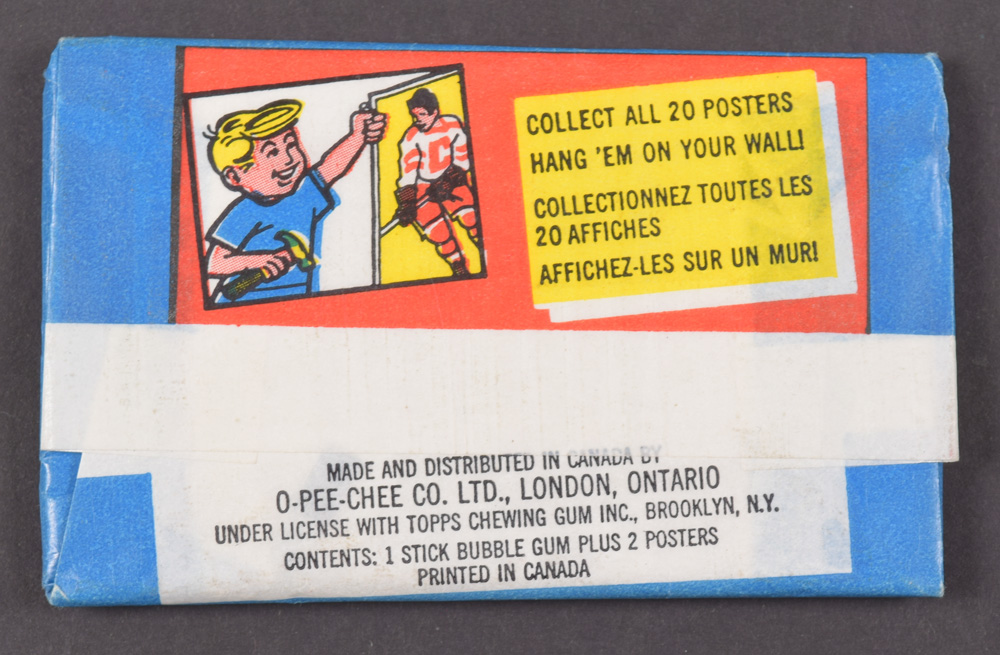 COLLECT ALL 20 POSTERS
HANG 'EM ON YOUR WALL!
COLLECTIONNEZ TOUTES LES
20 AFFICHES
AFFICHEZ-LES SUR UN MUR!
C
MADE AND DISTRIBUTED IN CANADA BY
O-PEE-CHEE CO. LTD., LONDON, ONTARIO
UNDER LICENSE WITH TOPPS CHEWING GUM INC., BROOKLYN, N.Y.
CONTENTS: 1 STICK BUBBLE GUM PLUS 2 POSTERS
PRINTED IN CANADA